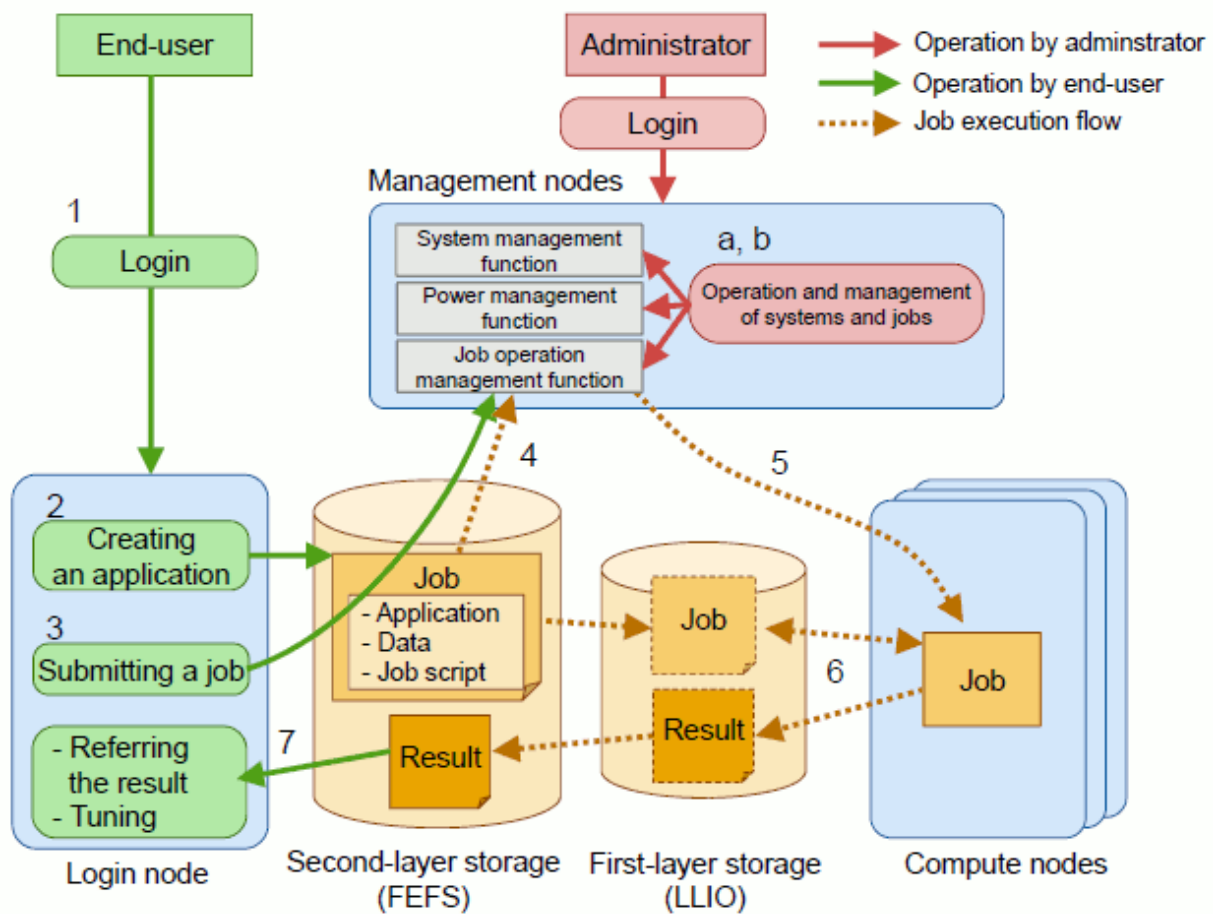 End-user
Administrator
Operation by adminstrator
Operation by end-user
Job execution flow
Login
Management nodes
1
Login
System management
function
Power management
function
Job operation
management function
a, b
Operation and management
of systems and jobs
4
5
2
Creating
an application
3
Submitting a job
- Referring
the result
- Tuning
7
Job
- Application
- Data
- Job script
Result
Job
Result
6
Job
Login node
Second-layer storage
(FEFS)
First-layer storage
(LLIO)
Compute nodes